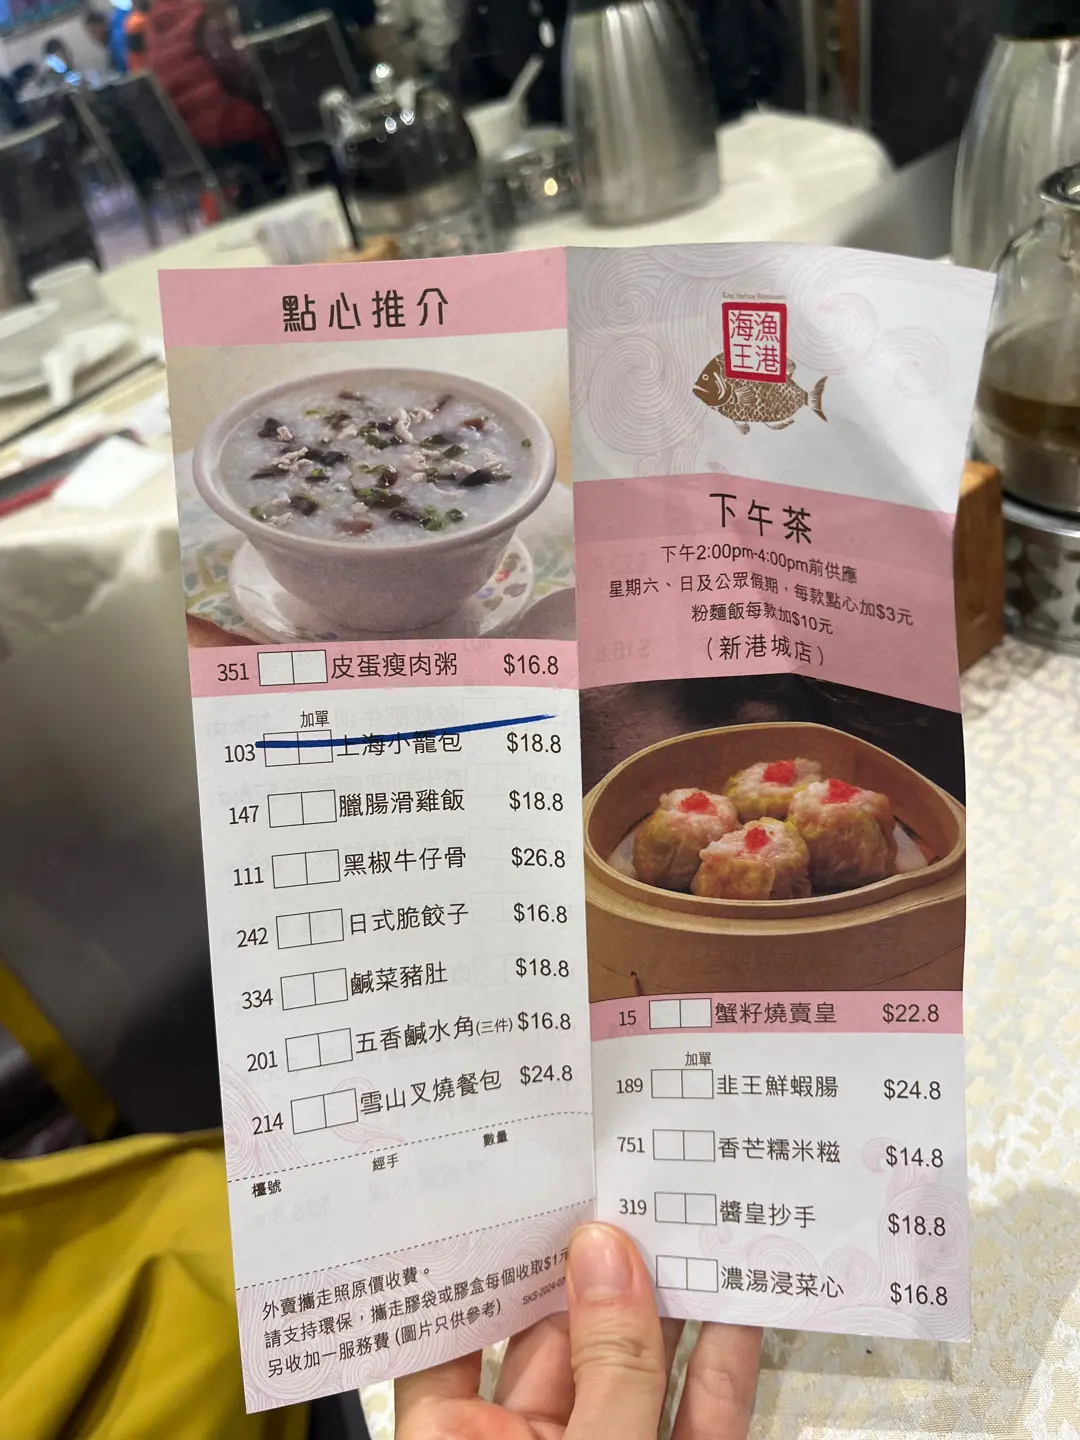 點心推介
351 皮蛋瘦肉粥 $16.8
加單
103 上海小籠包 $18.8
147 臘腸滑雞飯 $18.8
111 黑椒牛仔骨 $26.8
242 日式脆餃子 $16.8
334 鹹菜豬肚 $18.8
201 五香鹹水角(三件) $16.8
214 雪山叉燒餐包 $24.8
檯號 經手 數量
外賣攜走照原價收費。
請支持環保，攜走膠袋或膠盒每個收取$1元
另收加一服務費 (圖片只供參考)
海漁
王港
下午茶
下午2:00pm-4:00pm前供應
星期六、日及公眾假期，每款點心加$3元
粉麵飯每款加$10元
（新港城店）
15 蟹籽燒賣皇 $22.8
加單
189 韭王鮮蝦腸 $24.8
751 香芒糯米糍 $14.8
319 醬皇抄手 $18.8
濃湯浸菜心 $16.8